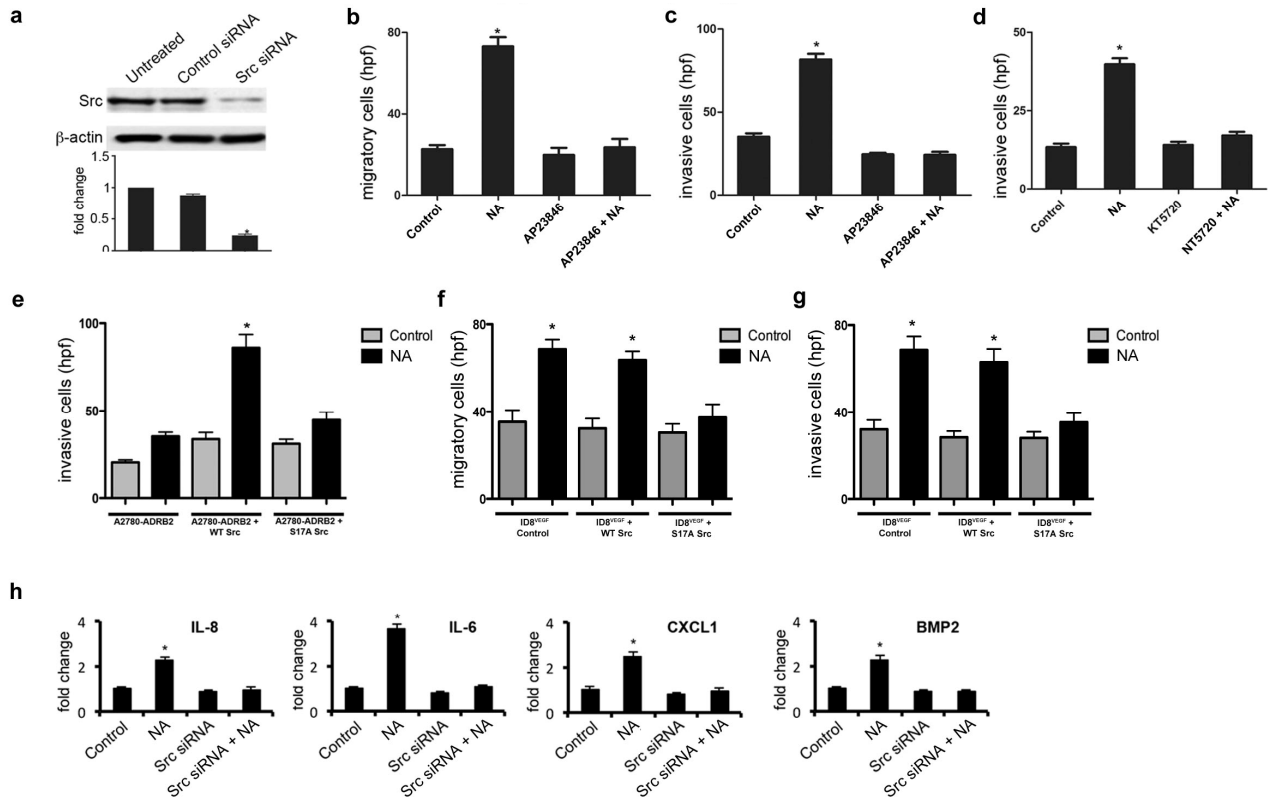 a
Untreated
Control siRNA
Src siRNA
Src
β-actin
fold change
1.5
1
0.5
0
*
b
migratory cells (hpf)
80
40
0
*
Control
NA
AP23846
AP23846 + NA
c
invasive cells (hpf)
100
50
0
*
Control
NA
AP23846
AP23846 + NA
d
invasive cells (hpf)
50
25
0
*
Control
NA
KT5720
NT5720 + NA
e
invasive cells (hpf)
100
50
0
*
Control
NA
A2780-ADRB2
A2780-ADRB2 +
WT Src
A2780-ADRB2 +
S17A Src
f
migratory cells (hpf)
80
40
0
*
*
Control
NA
ID8VEGF
Control
ID8VEGF +
WT Src
ID8VEGF +
S17A Src
g
invasive cells (hpf)
80
40
0
*
*
Control
NA
ID8VEGF
Control
ID8VEGF +
WT Src
ID8VEGF +
S17A Src
h
IL-8
fold change
4
2
0
*
Control
NA
Src siRNA
Src siRNA + NA
IL-6
fold change
4
2
0
*
Control
NA
Src siRNA
Src siRNA + NA
CXCL1
fold change
4
2
0
*
Control
NA
Src siRNA
Src siRNA + NA
BMP2
fold change
4
2
0
*
Control
NA
Src siRNA
Src siRNA + NA